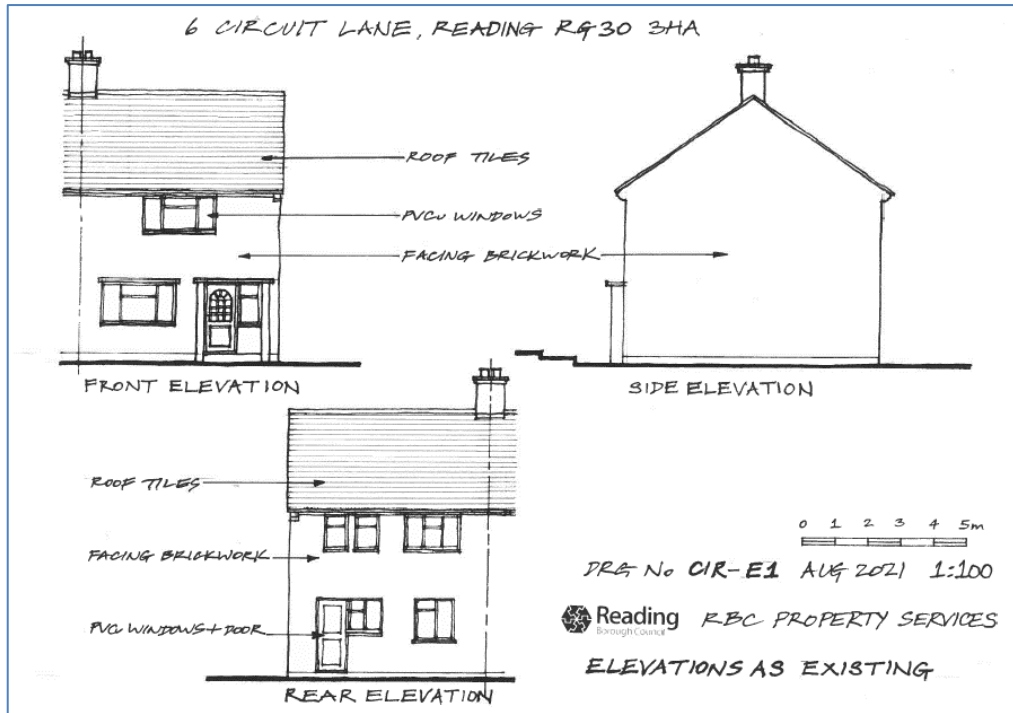 6 CIRCUIT LANE, READING RG30 3HA
ROOF TILES
PVCu WINDOWS
FACING BRICKWORK
FRONT ELEVATION
SIDE ELEVATION
ROOF TILES
FACING BRICKWORK
PVCu WINDOWS + DOOR
REAR ELEVATION
0 1 2 3 4 5m
DRG No CIR-E1 AUG 2021 1:100
Reading
Borough Council
RBC PROPERTY SERVICES
ELEVATIONS AS EXISTING